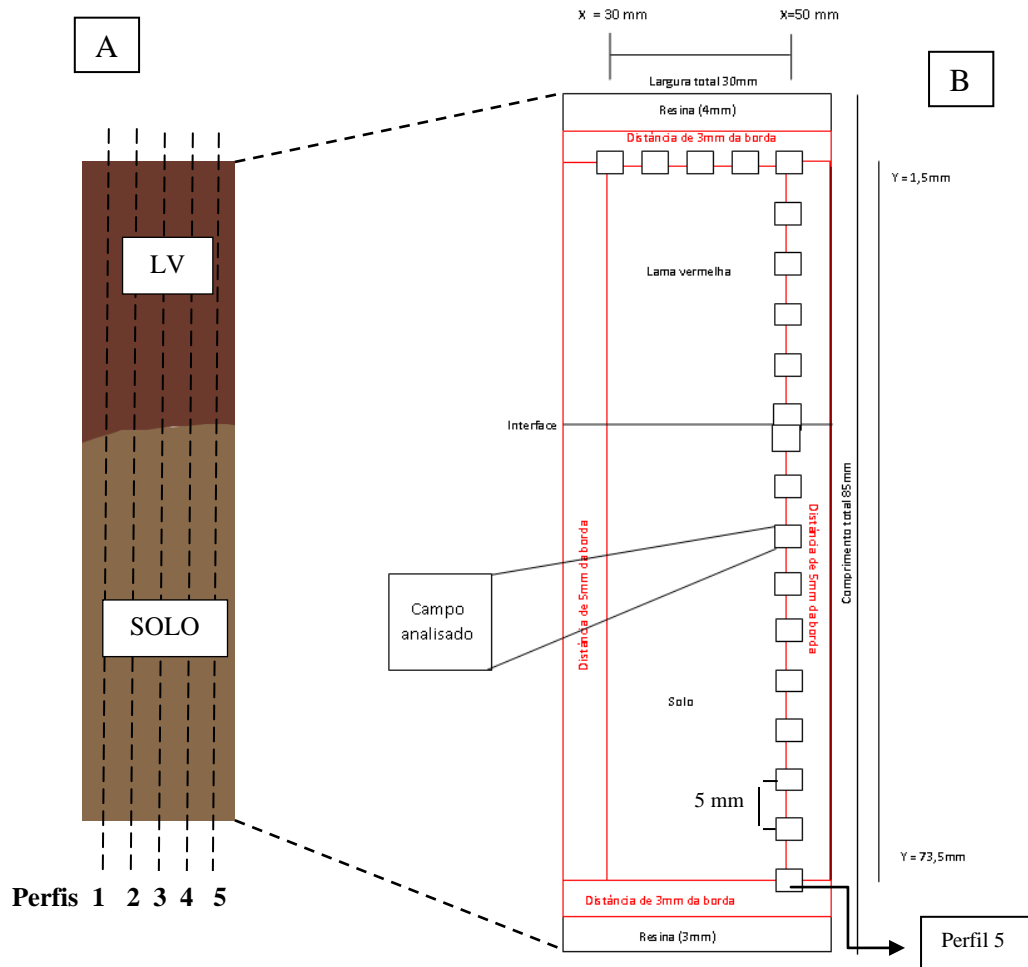 A
LV
SOLO
Perfis 1 2 3 4 5
X = 30 mm
X=50 mm
B
Largura total 30mm
Resina (4mm)
Distância de 3mm da borda
Y = 1,5mm
Lama vermelha
Interface
Comprimento total 85mm
Distância de 5mm da borda
Distância de 5mm da borda
Campo
analisado
Solo
5 mm
Y = 73,5mm
Distância de 3mm da borda
Resina (3mm)
Perfil 5